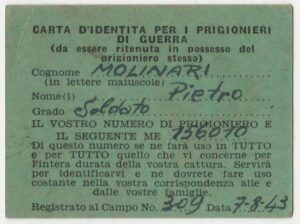 CARTA D'IDENTITA PER I PRIGIONIERI
DI GUERRA
(da essere ritenuta in possesso del
prigioniero stesso)
Cognome MOLINARI
(in lettere maiuscole)
Nome(i) Pietro
Grado Soldato
IL VOSTRO NUMERO DI PRIGIONIERO E
IL SEGUENTE ME 136010
Di questo numero se ne farà uso in TUTTO
e per TUTTO quello che vi concerne per
l'intera durata della vostra cattura. Servirà
per identificarvi e ne dovrete fare uso
costante nella vostra corrispondenza alle e
dalle vostre famiglie.
Registrato al Campo No. 309 Data 7.8.43